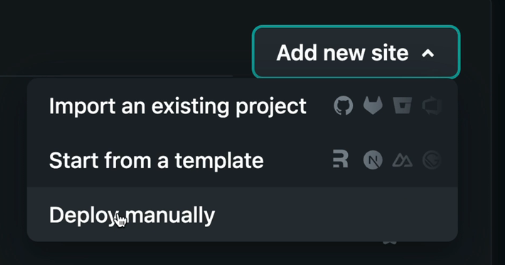 Add new site
Import an existing project
Start from a template
Deploy manually